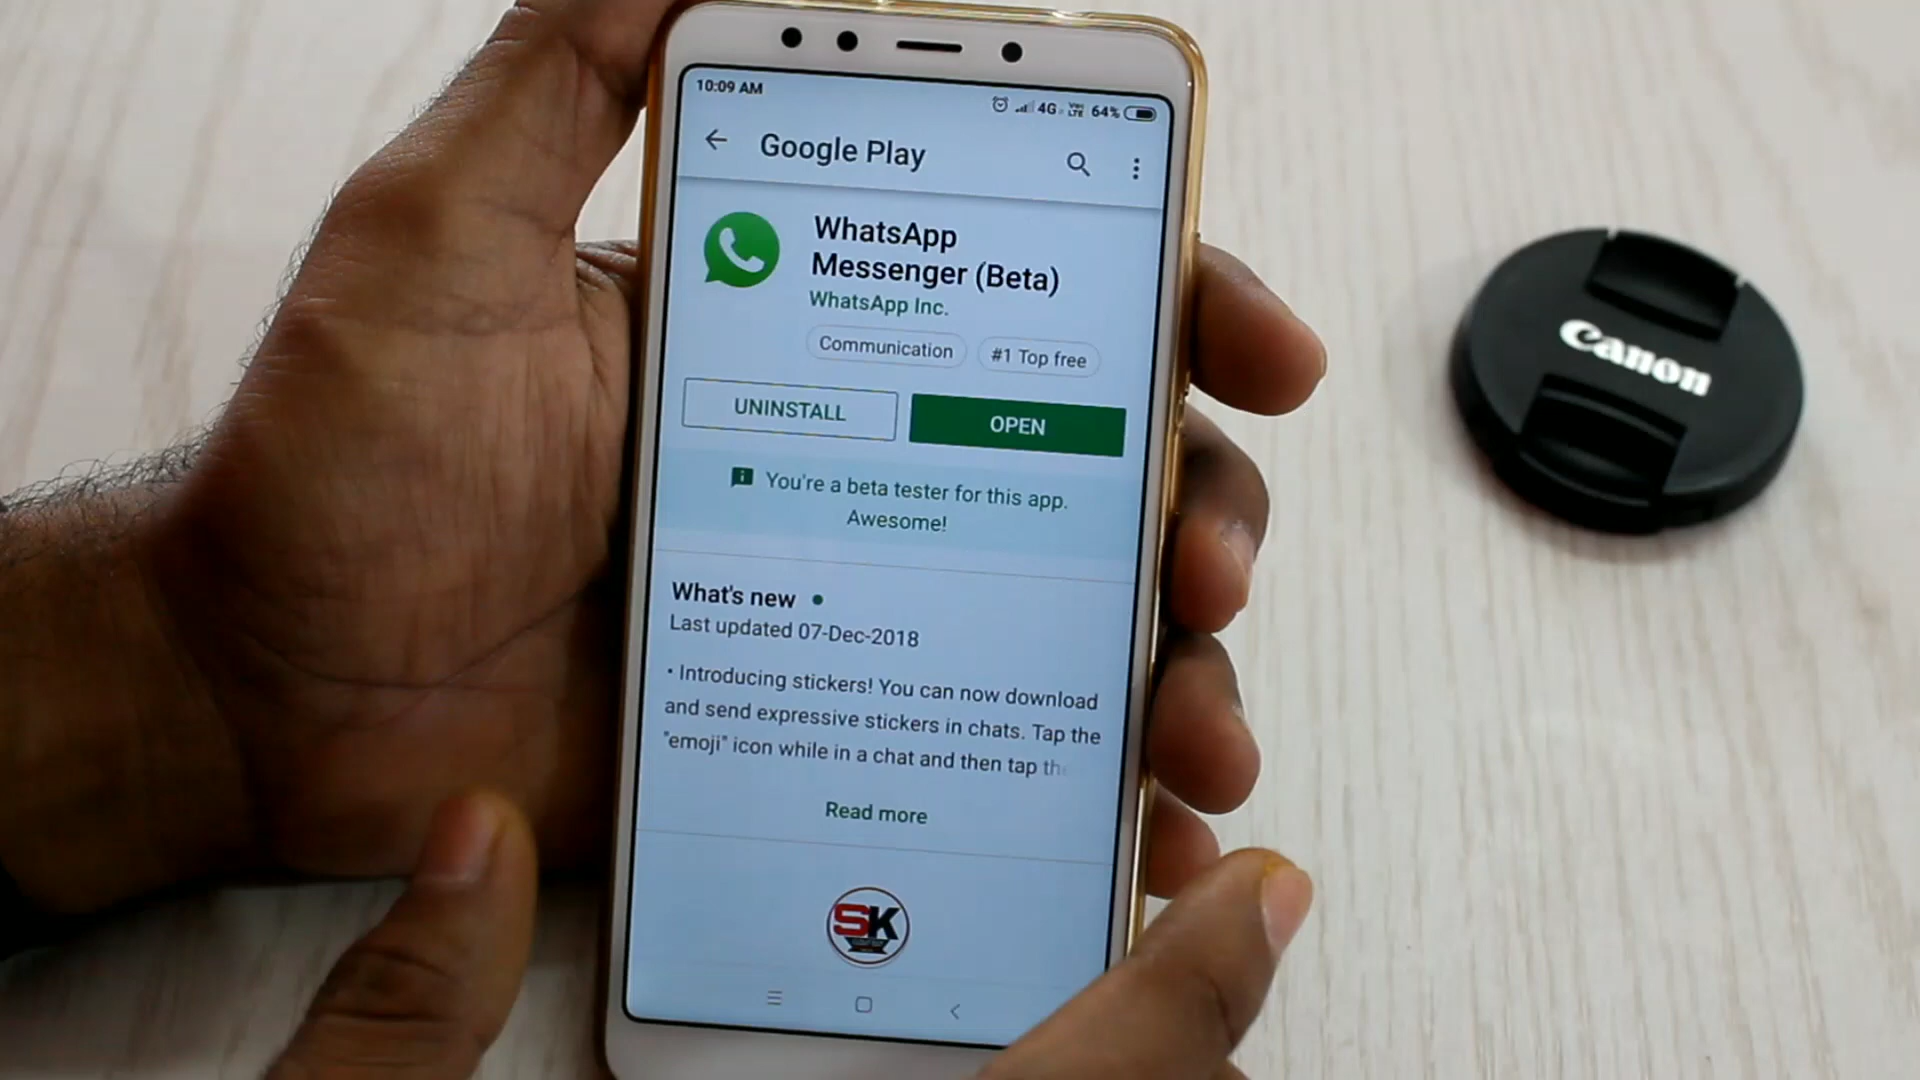 10:09 AM
4G VoLTE 64%
Google Play
WhatsApp
Messenger (Beta)
WhatsApp Inc.
Communication
#1 Top free
UNINSTALL
OPEN
You're a beta tester for this app.
Awesome!
What's new
Last updated 07-Dec-2018
• Introducing stickers! You can now download
and send expressive stickers in chats. Tap the
"emoji" icon while in a chat and then tap th
Read more
SK
Canon